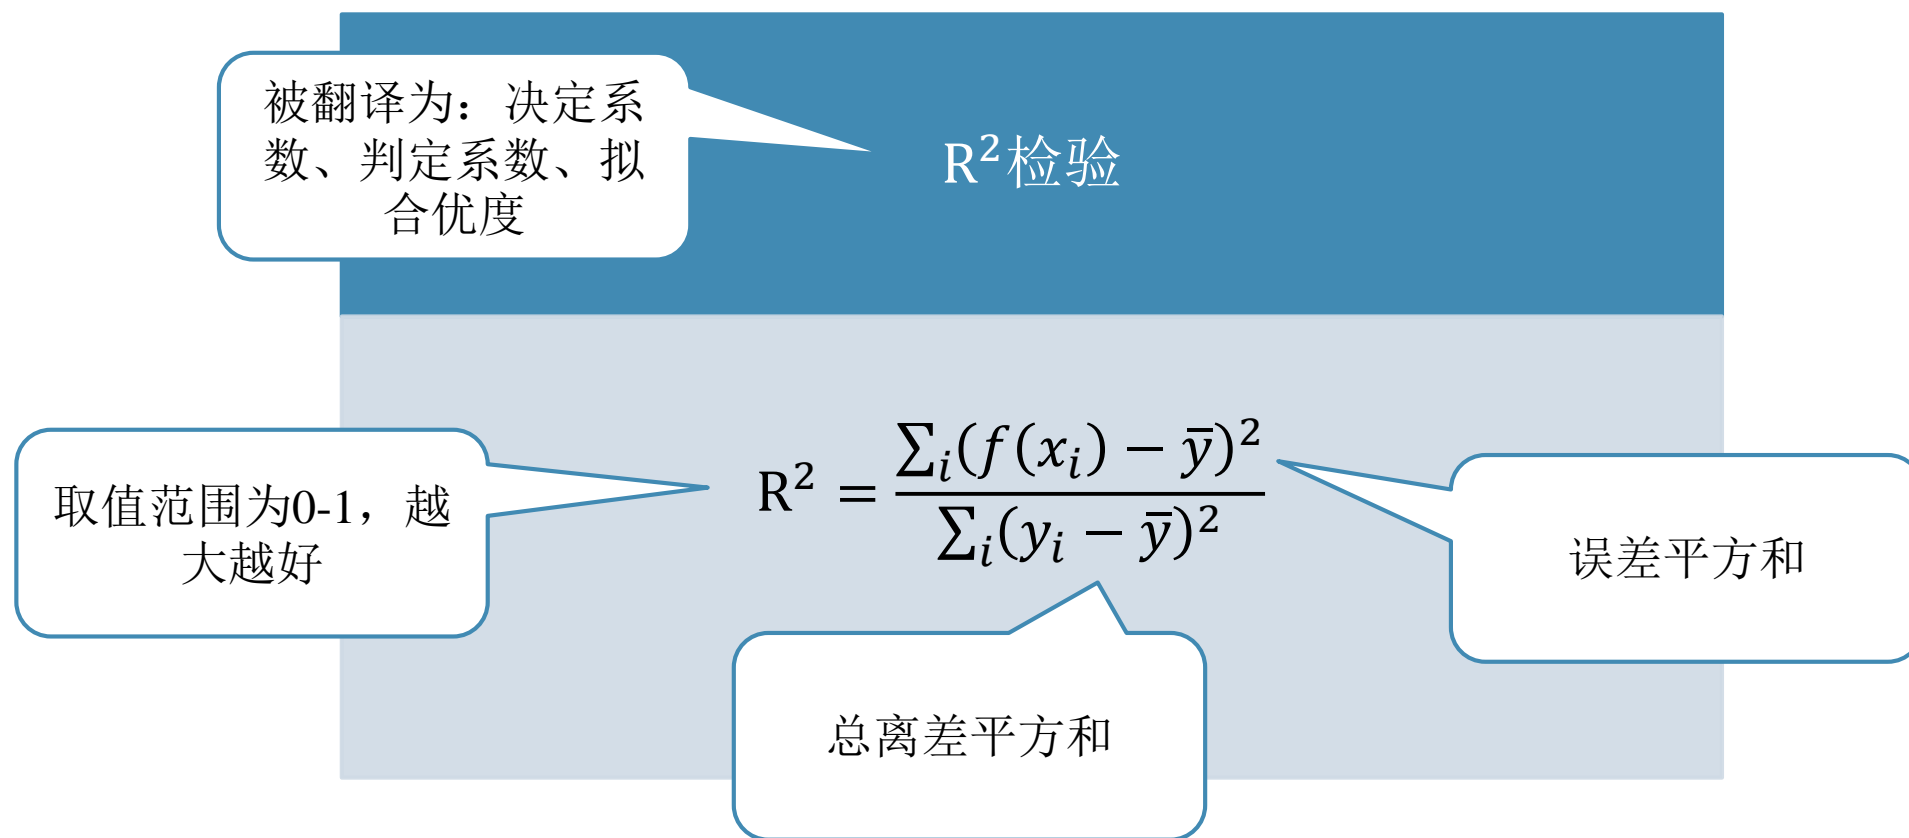 被翻译为：决定系
数、判定系数、拟
合优度
R²检验
取值范围为0-1，越
大越好
R² = ∑ᵢ(f(xᵢ) − ȳ)² / ∑ᵢ(yᵢ − ȳ)²
误差平方和
总离差平方和